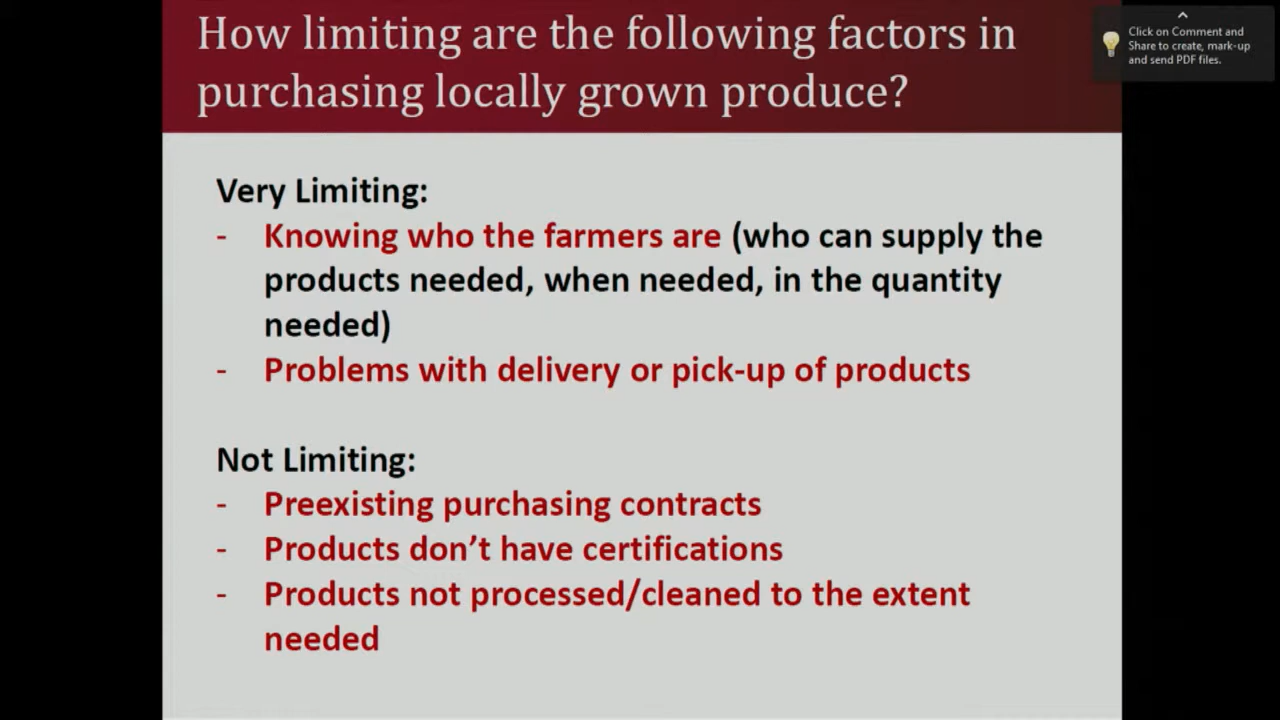 How limiting are the following factors in
purchasing locally grown produce?
Click on Comment and
Share to create, mark-up
and send PDF files.
Very Limiting:
- Knowing who the farmers are (who can supply the
products needed, when needed, in the quantity
needed)
- Problems with delivery or pick-up of products
Not Limiting:
- Preexisting purchasing contracts
- Products don’t have certifications
- Products not processed/cleaned to the extent
needed